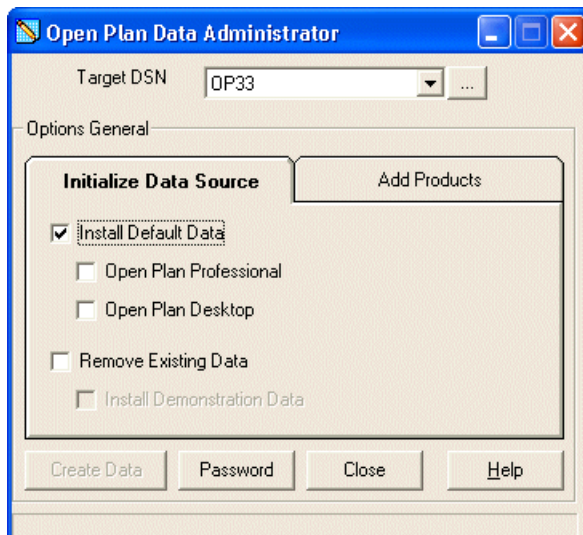 Open Plan Data Administrator
Target DSN OP33 ...
Options General
Initialize Data Source Add Products
Install Default Data
Open Plan Professional
Open Plan Desktop
Remove Existing Data
Install Demonstration Data
Create Data Password Close Help